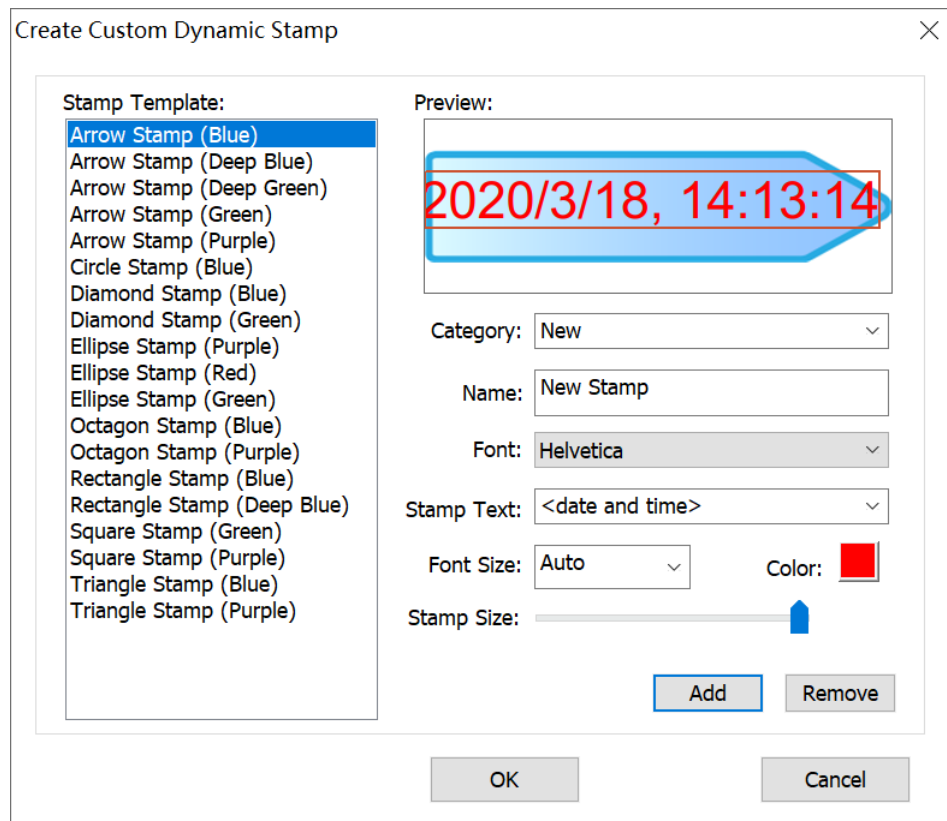 Create Custom Dynamic Stamp
Stamp Template:
Arrow Stamp (Blue)
Arrow Stamp (Deep Blue)
Arrow Stamp (Deep Green)
Arrow Stamp (Green)
Arrow Stamp (Purple)
Circle Stamp (Blue)
Diamond Stamp (Blue)
Diamond Stamp (Green)
Ellipse Stamp (Purple)
Ellipse Stamp (Red)
Ellipse Stamp (Green)
Octagon Stamp (Blue)
Octagon Stamp (Purple)
Rectangle Stamp (Blue)
Rectangle Stamp (Deep Blue)
Square Stamp (Green)
Square Stamp (Purple)
Triangle Stamp (Blue)
Triangle Stamp (Purple)
Preview:
2020/3/18, 14:13:14
Category: New
Name: New Stamp
Font: Helvetica
Stamp Text: <date and time>
Font Size: Auto Color:
Stamp Size:
Add Remove
OK Cancel